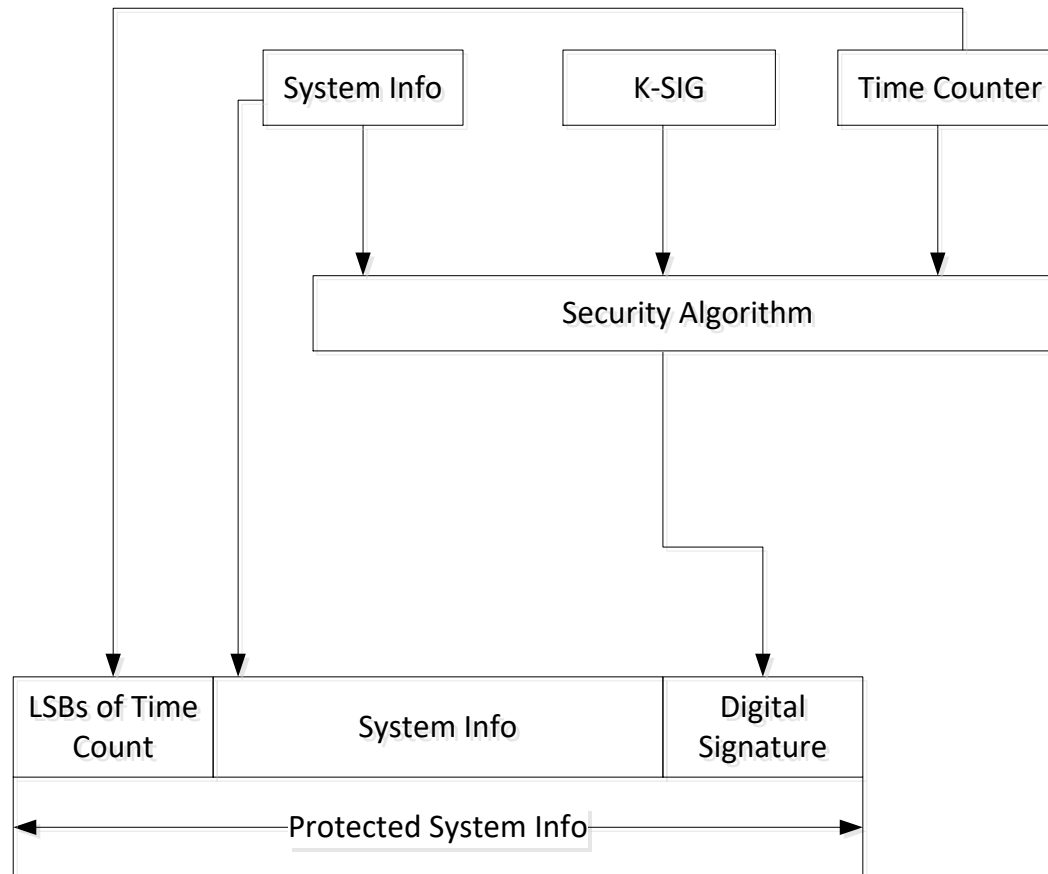 System Info
K-SIG
Time Counter
Security Algorithm
LSBs of Time
Count
System Info
Digital
Signature
Protected System Info